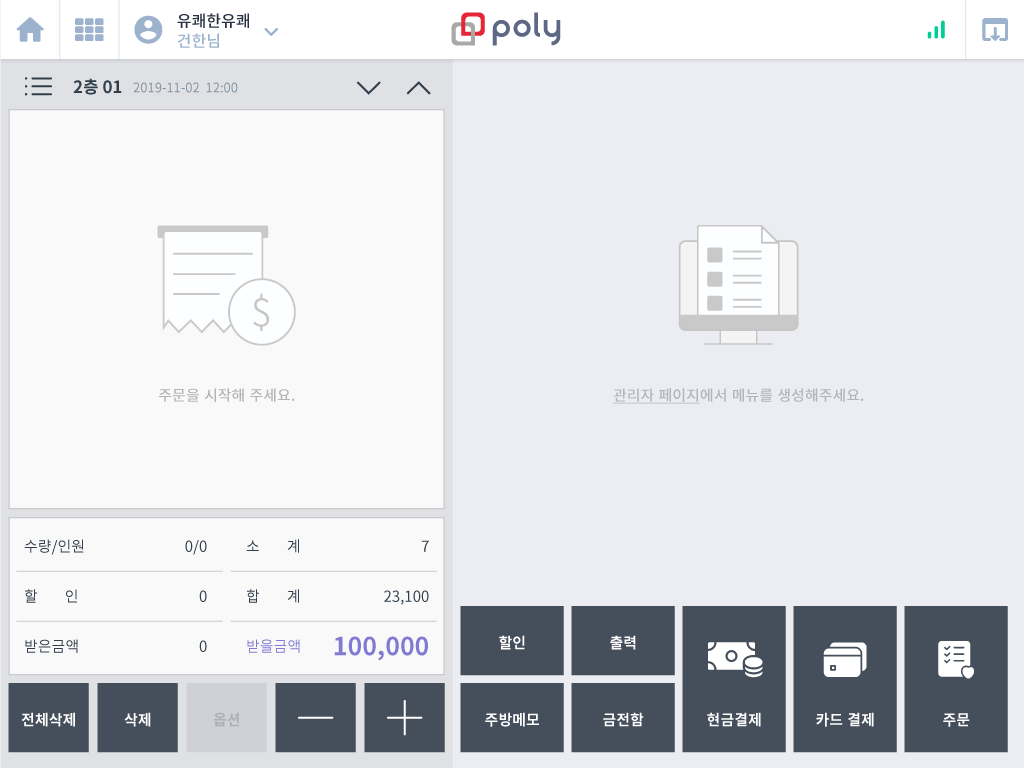 유쾌한유쾌
건한님
poly
2층 01 2019-11-02 12:00
$
주문을 시작해 주세요.
관리자 페이지에서 메뉴를 생성해주세요.
수량/인원 0/0 소 계 7
할 인 0 합 계 23,100
받은금액 0 받을금액 100,000
전체삭제 삭제 옵션
할인 출력
주방메모 금전함 현금결제 카드 결제 주문